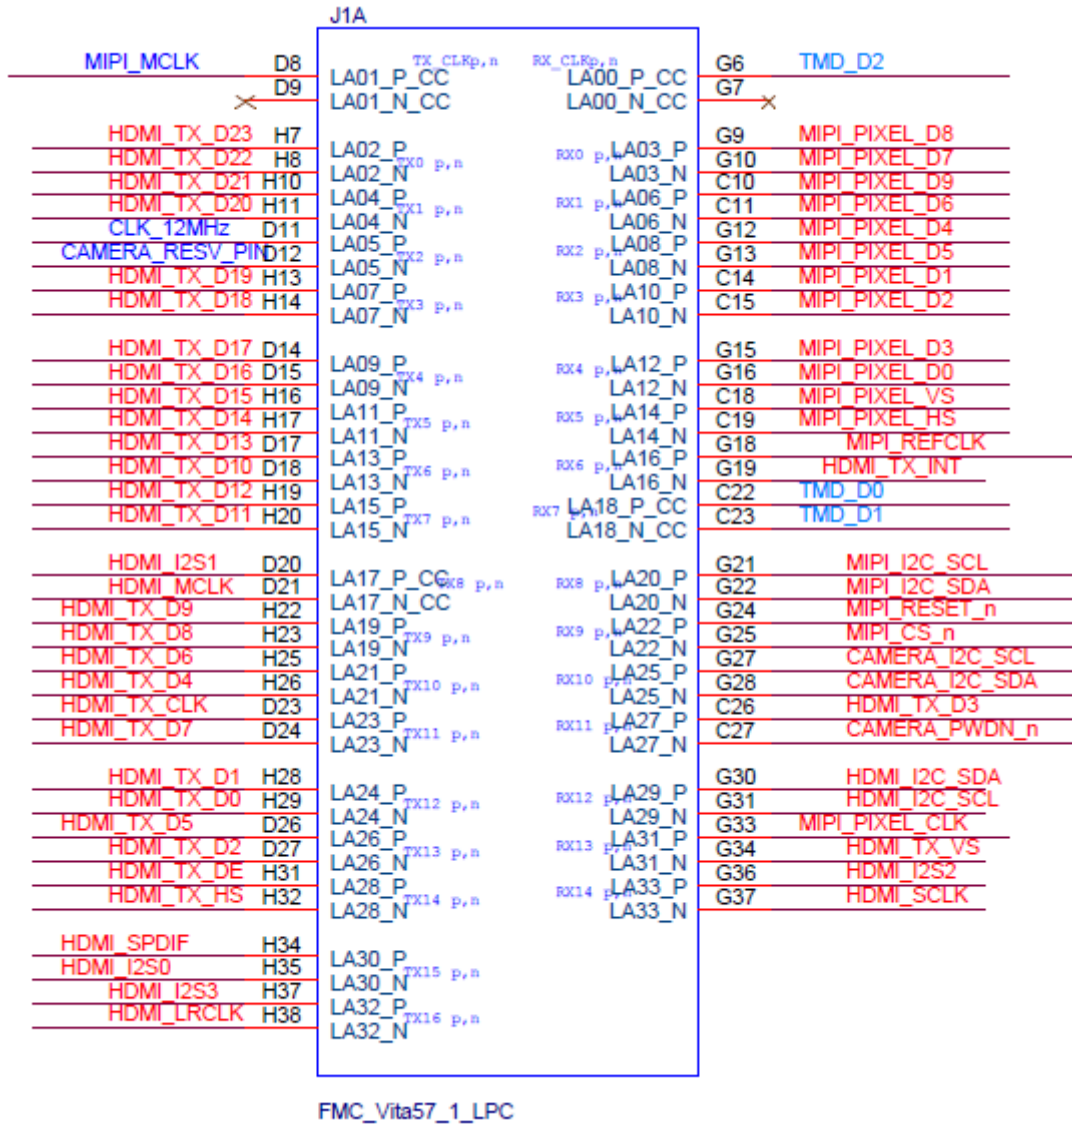 J1A
MIPI_MCLK D8 LA01_P_CC TX_CLKp,n RX_CLKp,n LA00_P_CC G6 TMD_D2
D9 LA01_N_CC LA00_N_CC G7
HDMI_TX_D23 H7 LA02_P TX0 p,n RX0 p,n LA03_P G9 MIPI_PIXEL_D8
HDMI_TX_D22 H8 LA02_N LA03_N G10 MIPI_PIXEL_D7
HDMI_TX_D21 H10 LA04_P TX1 p,n RX1 p,n LA06_P C10 MIPI_PIXEL_D9
HDMI_TX_D20 H11 LA04_N LA06_N C11 MIPI_PIXEL_D6
CLK_12MHz D11 LA05_P TX2 p,n RX2 p,n LA08_P G12 MIPI_PIXEL_D4
CAMERA_RESV_PIN D12 LA05_N LA08_N G13 MIPI_PIXEL_D5
HDMI_TX_D19 H13 LA07_P TX3 p,n RX3 p,n LA10_P C14 MIPI_PIXEL_D1
HDMI_TX_D18 H14 LA07_N LA10_N C15 MIPI_PIXEL_D2
HDMI_TX_D17 D14 LA09_P TX4 p,n RX4 p,n LA12_P G15 MIPI_PIXEL_D3
HDMI_TX_D16 D15 LA09_N LA12_N G16 MIPI_PIXEL_D0
HDMI_TX_D15 H16 LA11_P TX5 p,n RX5 p,n LA14_P C18 MIPI_PIXEL_VS
HDMI_TX_D14 H17 LA11_N LA14_N C19 MIPI_PIXEL_HS
HDMI_TX_D13 D17 LA13_P TX6 p,n RX6 p,n LA16_P G18 MIPI_REFCLK
HDMI_TX_D10 D18 LA13_N LA16_N G19 HDMI_TX_INT
HDMI_TX_D12 H19 LA15_P TX7 p,n RX7 p,n LA18_P_CC C22 TMD_D0
HDMI_TX_D11 H20 LA15_N LA18_N_CC C23 TMD_D1
HDMI_I2S1 D20 LA17_P_CC TX8 p,n RX8 p,n LA20_P G21 MIPI_I2C_SCL
HDMI_MCLK D21 LA17_N_CC LA20_N G22 MIPI_I2C_SDA
HDMI_TX_D9 H22 LA19_P TX9 p,n RX9 p,n LA22_P G24 MIPI_RESET_n
HDMI_TX_D8 H23 LA19_N LA22_N G25 MIPI_CS_n
HDMI_TX_D6 H25 LA21_P TX10 p,n RX10 p,n LA25_P G27 CAMERA_I2C_SCL
HDMI_TX_D4 H26 LA21_N LA25_N G28 CAMERA_I2C_SDA
HDMI_TX_CLK D23 LA23_P TX11 p,n RX11 p,n LA27_P C26 HDMI_TX_D3
HDMI_TX_D7 D24 LA23_N LA27_N C27 CAMERA_PWDN_n
HDMI_TX_D1 H28 LA24_P TX12 p,n RX12 p,n LA29_P G30 HDMI_I2C_SDA
HDMI_TX_D0 H29 LA24_N LA29_N G31 HDMI_I2C_SCL
HDMI_TX_D5 D26 LA26_P TX13 p,n RX13 p,n LA31_P G33 MIPI_PIXEL_CLK
HDMI_TX_D2 D27 LA26_N LA31_N G34 HDMI_TX_VS
HDMI_TX_DE H31 LA28_P TX14 p,n RX14 p,n LA33_P G36 HDMI_I2S2
HDMI_TX_HS H32 LA28_N LA33_N G37 HDMI_SCLK
HDMI_SPDIF H34 LA30_P TX15 p,n
HDMI_I2S0 H35 LA30_N
HDMI_I2S3 H37 LA32_P TX16 p,n
HDMI_LRCLK H38 LA32_N
FMC_Vita57_1_LPC